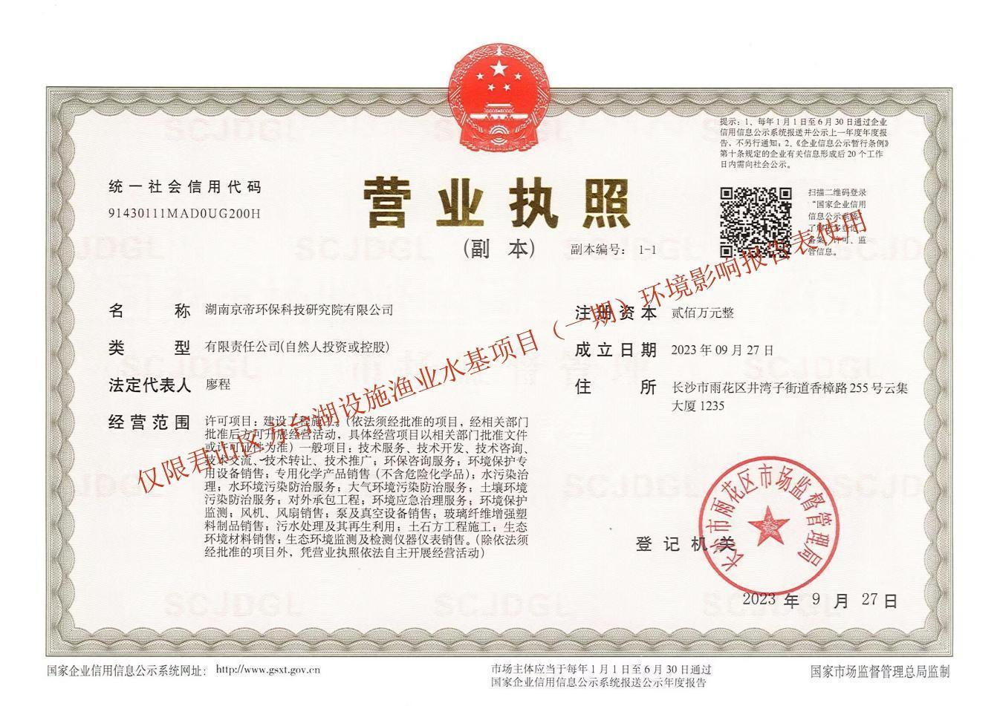 提示：1、每年1月1日至6月30日通过企业
信用信息公示系统报送并公示上一年度年度报
告，不另行通知；2、《企业信息公示暂行条例》
第十条规定的企业有关信息形成后20个工作
日内需向社会公示。
统一社会信用代码
91430111MAD0UG200H
营业执照
（副 本）
副本编号： 1-1
扫描二维码登录
“国家企业信用
信息公示系统”
了解更多登记、
备案、许可、监
管信息。
名称 湖南京帝环保科技研究院有限公司
类型 有限责任公司(自然人投资或控股)
法定代表人 廖程
经营范围 许可项目：建设工程施工。（依法须经批准的项目，经相关部门
批准后方可开展经营活动，具体经营项目以相关部门批准文件
或许可证件为准）一般项目：技术服务、技术开发、技术咨询、
技术交流、技术转让、技术推广；环保咨询服务；环境保护专
用设备销售；专用化学产品销售（不含危险化学品）；水污染治
理；水环境污染防治服务；大气环境污染防治服务；土壤环境
污染防治服务；对外承包工程；环境应急治理服务；环境保护
监测；风机、风扇销售；泵及真空设备销售；玻璃纤维增强塑
料制品销售；污水处理及其再生利用；土石方工程施工；生态
环境材料销售；生态环境监测及检测仪器仪表销售。（除依法须
经批准的项目外，凭营业执照依法自主开展经营活动）
注册资本 贰佰万元整
成立日期 2023年09月27日
住所 长沙市雨花区井湾子街道香樟路255号云集
大厦1235
仅限君山区方台湖设施渔业水基项目（一期）环境影响报告表使用
登记机关
长沙市雨花区市场监督管理局
2023 年 9 月 27 日
SCJDGL
国家企业信用信息公示系统网址： http://www.gsxt.gov.cn
市场主体应当于每年1月1日至6月30日通过
国家企业信用信息公示系统报送公示年度报告
国家市场监督管理总局监制